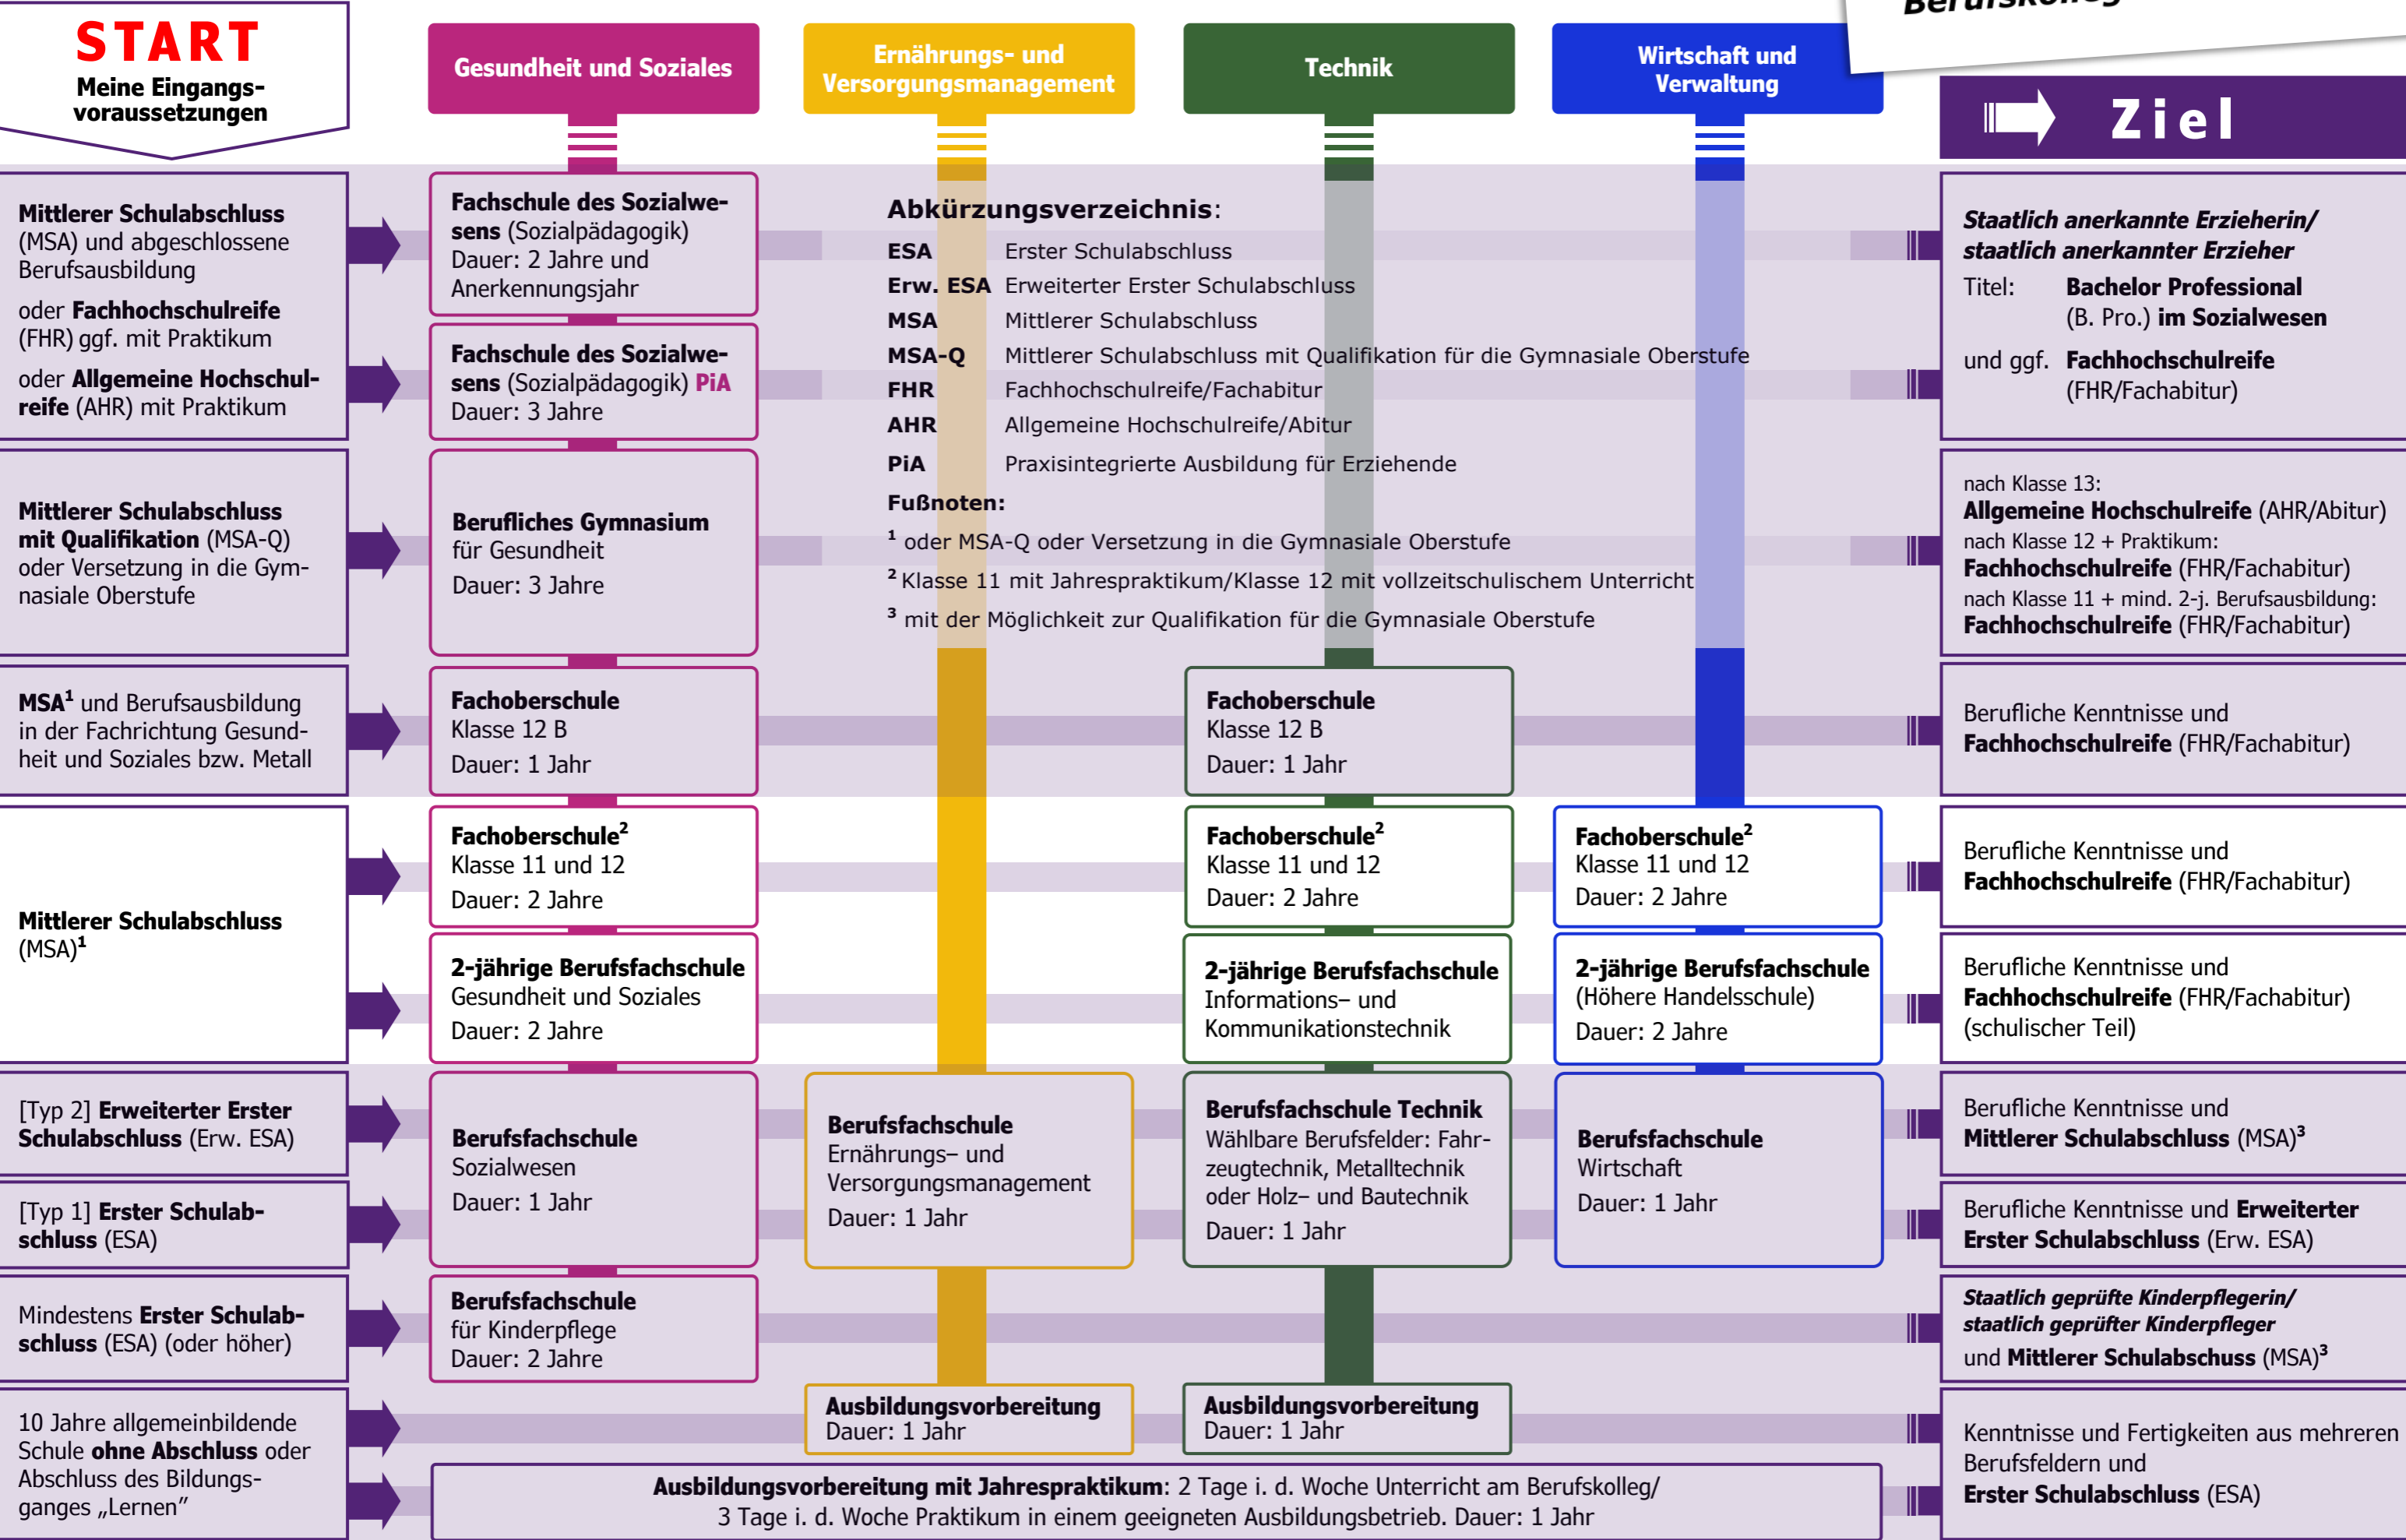 Berufskolleg
START
Meine Eingangs-
voraussetzungen
Gesundheit und Soziales
Ernährungs- und
Versorgungsmanagement
Technik
Wirtschaft und
Verwaltung
Ziel
Mittlerer Schulabschluss
(MSA) und abgeschlossene
Berufsausbildung
oder Fachhochschulreife
(FHR) ggf. mit Praktikum
oder Allgemeine Hochschul-
reife (AHR) mit Praktikum
Fachschule des Sozialwe-
sens (Sozialpädagogik)
Dauer: 2 Jahre und
Anerkennungsjahr
Fachschule des Sozialwe-
sens (Sozialpädagogik) PiA
Dauer: 3 Jahre
Abkürzungsverzeichnis:
ESA Erster Schulabschluss
Erw. ESA Erweiterter Erster Schulabschluss
MSA Mittlerer Schulabschluss
MSA-Q Mittlerer Schulabschluss mit Qualifikation für die Gymnasiale Oberstufe
FHR Fachhochschulreife/Fachabitur
AHR Allgemeine Hochschulreife/Abitur
PiA Praxisintegrierte Ausbildung für Erziehende
Fußnoten:
¹ oder MSA-Q oder Versetzung in die Gymnasiale Oberstufe
² Klasse 11 mit Jahrespraktikum/Klasse 12 mit vollzeitschulischem Unterricht
³ mit der Möglichkeit zur Qualifikation für die Gymnasiale Oberstufe
Staatlich anerkannte Erzieherin/
staatlich anerkannter Erzieher
Titel: Bachelor Professional
(B. Pro.) im Sozialwesen
und ggf. Fachhochschulreife
(FHR/Fachabitur)
Mittlerer Schulabschluss
mit Qualifikation (MSA-Q)
oder Versetzung in die Gym-
nasiale Oberstufe
Berufliches Gymnasium
für Gesundheit
Dauer: 3 Jahre
nach Klasse 13:
Allgemeine Hochschulreife (AHR/Abitur)
nach Klasse 12 + Praktikum:
Fachhochschulreife (FHR/Fachabitur)
nach Klasse 11 + mind. 2-j. Berufsausbildung:
Fachhochschulreife (FHR/Fachabitur)
MSA¹ und Berufsausbildung
in der Fachrichtung Gesund-
heit und Soziales bzw. Metall
Fachoberschule
Klasse 12 B
Dauer: 1 Jahr
Fachoberschule
Klasse 12 B
Dauer: 1 Jahr
Berufliche Kenntnisse und
Fachhochschulreife (FHR/Fachabitur)
Mittlerer Schulabschluss
(MSA)¹
Fachoberschule²
Klasse 11 und 12
Dauer: 2 Jahre
Fachoberschule²
Klasse 11 und 12
Dauer: 2 Jahre
Fachoberschule²
Klasse 11 und 12
Dauer: 2 Jahre
Berufliche Kenntnisse und
Fachhochschulreife (FHR/Fachabitur)
2-jährige Berufsfachschule
Gesundheit und Soziales
Dauer: 2 Jahre
2-jährige Berufsfachschule
Informations– und
Kommunikationstechnik
2-jährige Berufsfachschule
(Höhere Handelsschule)
Dauer: 2 Jahre
Berufliche Kenntnisse und
Fachhochschulreife (FHR/Fachabitur)
(schulischer Teil)
[Typ 2] Erweiterter Erster
Schulabschluss (Erw. ESA)
[Typ 1] Erster Schulab-
schluss (ESA)
Berufsfachschule
Sozialwesen
Dauer: 1 Jahr
Berufsfachschule
Ernährungs– und
Versorgungsmanagement
Dauer: 1 Jahr
Berufsfachschule Technik
Wählbare Berufsfelder: Fahr-
zeugtechnik, Metalltechnik
oder Holz– und Bautechnik
Dauer: 1 Jahr
Berufsfachschule
Wirtschaft
Dauer: 1 Jahr
Berufliche Kenntnisse und
Mittlerer Schulabschluss (MSA)³
Berufliche Kenntnisse und Erweiterter
Erster Schulabschluss (Erw. ESA)
Mindestens Erster Schulab-
schluss (ESA) (oder höher)
Berufsfachschule
für Kinderpflege
Dauer: 2 Jahre
Staatlich geprüfte Kinderpflegerin/
staatlich geprüfter Kinderpfleger
und Mittlerer Schulabschuss (MSA)³
10 Jahre allgemeinbildende
Schule ohne Abschluss oder
Abschluss des Bildungs-
ganges „Lernen”
Ausbildungsvorbereitung
Dauer: 1 Jahr
Ausbildungsvorbereitung
Dauer: 1 Jahr
Ausbildungsvorbereitung mit Jahrespraktikum: 2 Tage i. d. Woche Unterricht am Berufskolleg/
3 Tage i. d. Woche Praktikum in einem geeigneten Ausbildungsbetrieb. Dauer: 1 Jahr
Kenntnisse und Fertigkeiten aus mehreren
Berufsfeldern und
Erster Schulabschluss (ESA)